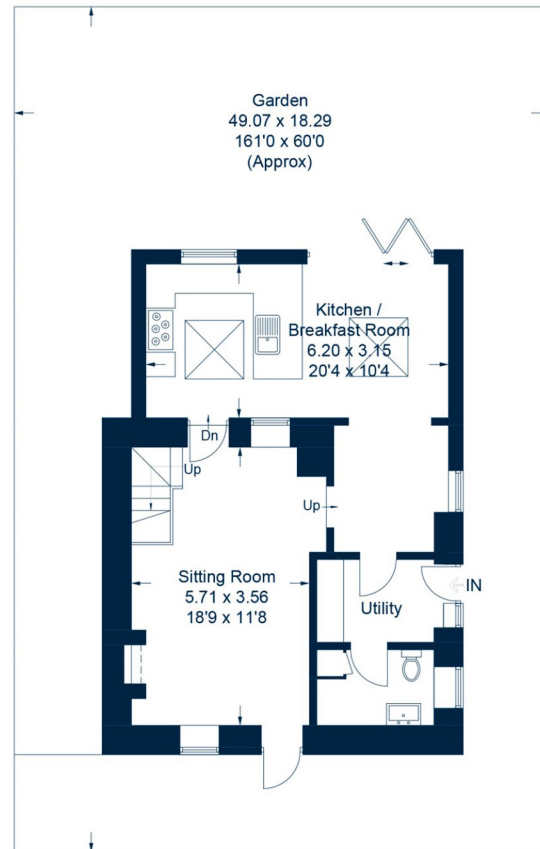 Garden
49.07 x 18.29
161'0 x 60'0
(Approx)
Kitchen /
Breakfast Room
6.20 x 3.15
20'4 x 10'4
Dn
Up
Up
Sitting Room
5.71 x 3.56
18'9 x 11'8
Utility
IN